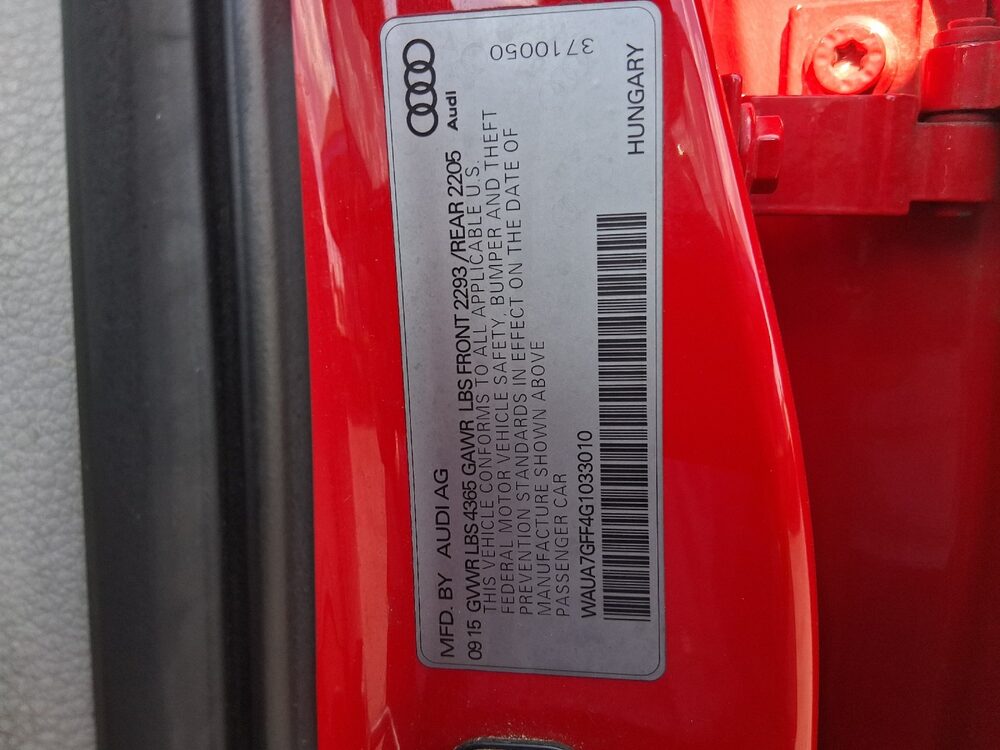 Audi
3710050
MFD. BY AUDI AG
0915 GVWR LBS 4365 GAWR LBS FRONT 2293 /REAR 2205
THIS VEHICLE CONFORMS TO ALL APPLICABLE U.S.
FEDERAL MOTOR VEHICLE SAFETY, BUMPER AND THEFT
PREVENTION STANDARDS IN EFFECT ON THE DATE OF
MANUFACTURE SHOWN ABOVE
PASSENGER CAR
WAUA7GFF4G1033010
HUNGARY